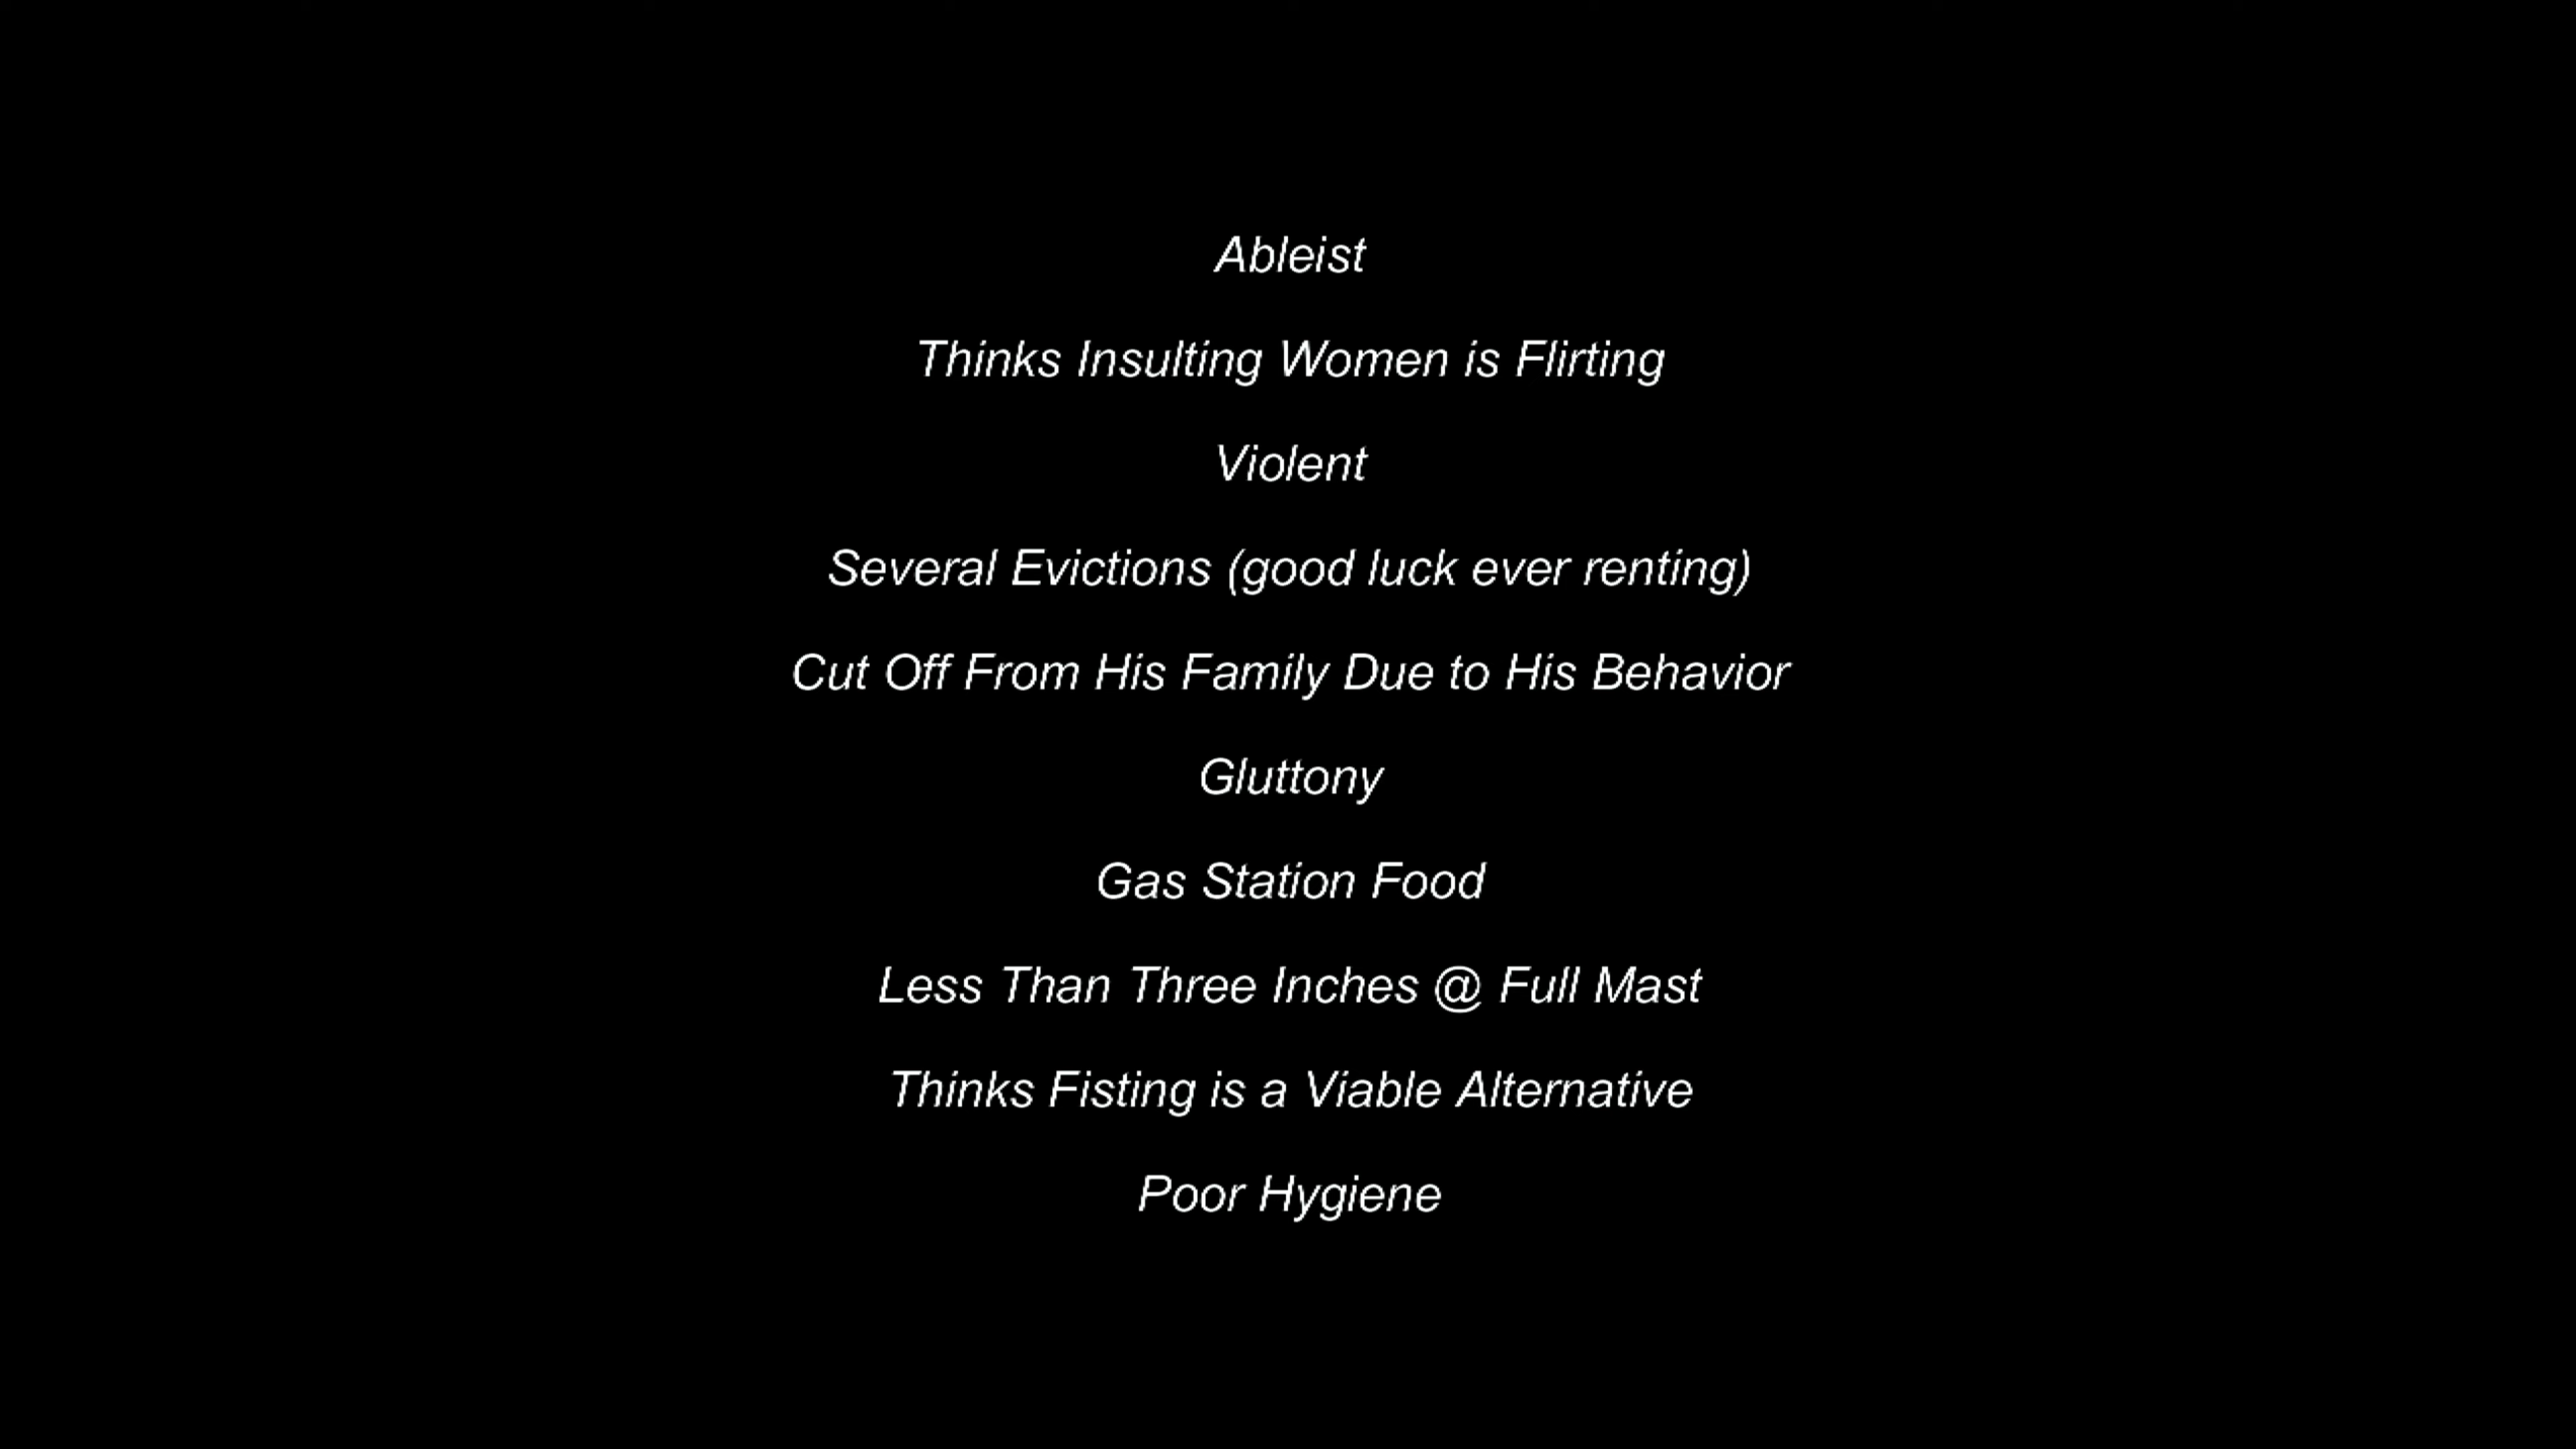 Ableist
Thinks Insulting Women is Flirting
Violent
Several Evictions (good luck ever renting)
Cut Off From His Family Due to His Behavior
Gluttony
Gas Station Food
Less Than Three Inches @ Full Mast
Thinks Fisting is a Viable Alternative
Poor Hygiene